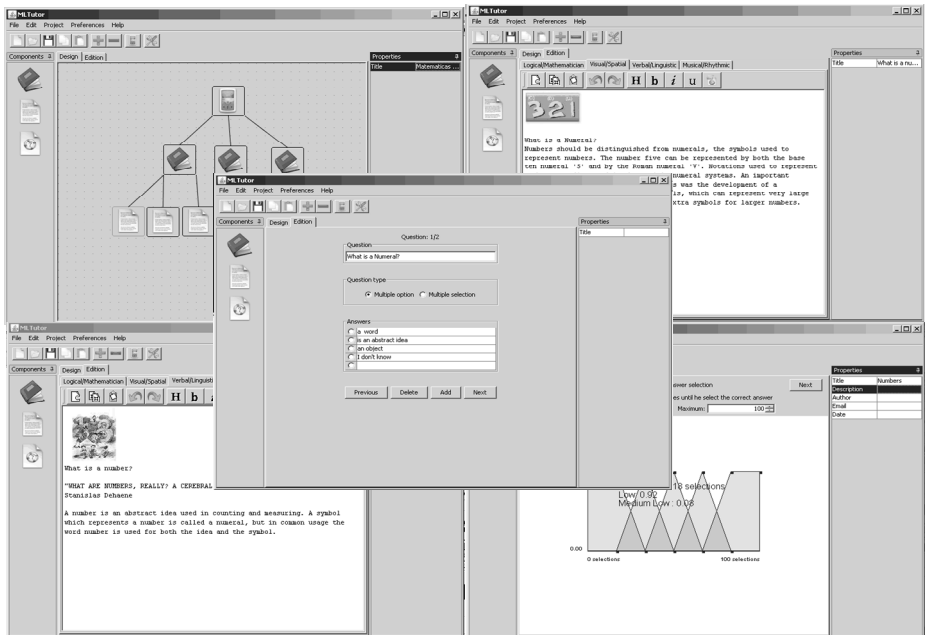 MLTutor
File Edit Project Preferences Help
Components
Design Edition
Properties
Title Matematicas ...
MLTutor
File Edit Project Preferences Help
Components
Design Edition
Properties
Logical/Mathematician Visual/Spatial Verbal/Linguistic Musical/Rhythmic
Title What is a nu...
H b i u
321
What is a Numeral?
Numbers should be distinguished from numerals, the symbols used to
represent numbers. The number five can be represented by both the base
ten numeral '5' and by the Roman numeral 'V'. Notations used to represent
numeral systems. An important
s was the development of a
ls, which can represent very large
xtra symbols for larger numbers.
MLTutor
File Edit Project Preferences Help
Components
Design Edition
Properties
Title
Question: 1/2
Question
What is a Numeral?
Question type
Multiple option Multiple selection
Answers
a word
is an abstract idea
an object
I don't know
Previous Delete Add Next
MLTutor
File Edit Project Preferences Help
Components
Design Edition
Logical/Mathematician Visual/Spatial Verbal/Linguisti
H b
What is a number?
"WHAT ARE NUMBERS, REALLY? A CEREBRAL
Stanislas Dehaene
A number is an abstract idea used in counting and measuring. A symbol
which represents a number is called a numeral, but in common usage the
word number is used for both the idea and the symbol.
Properties
Title Numbers
Description
Author
Email
Date
swer selection
Next
es until he select the correct answer
Maximum: 100
18 selections
Low: 0.92
Medium Low : 0.08
0.00
0 selections 100 selections